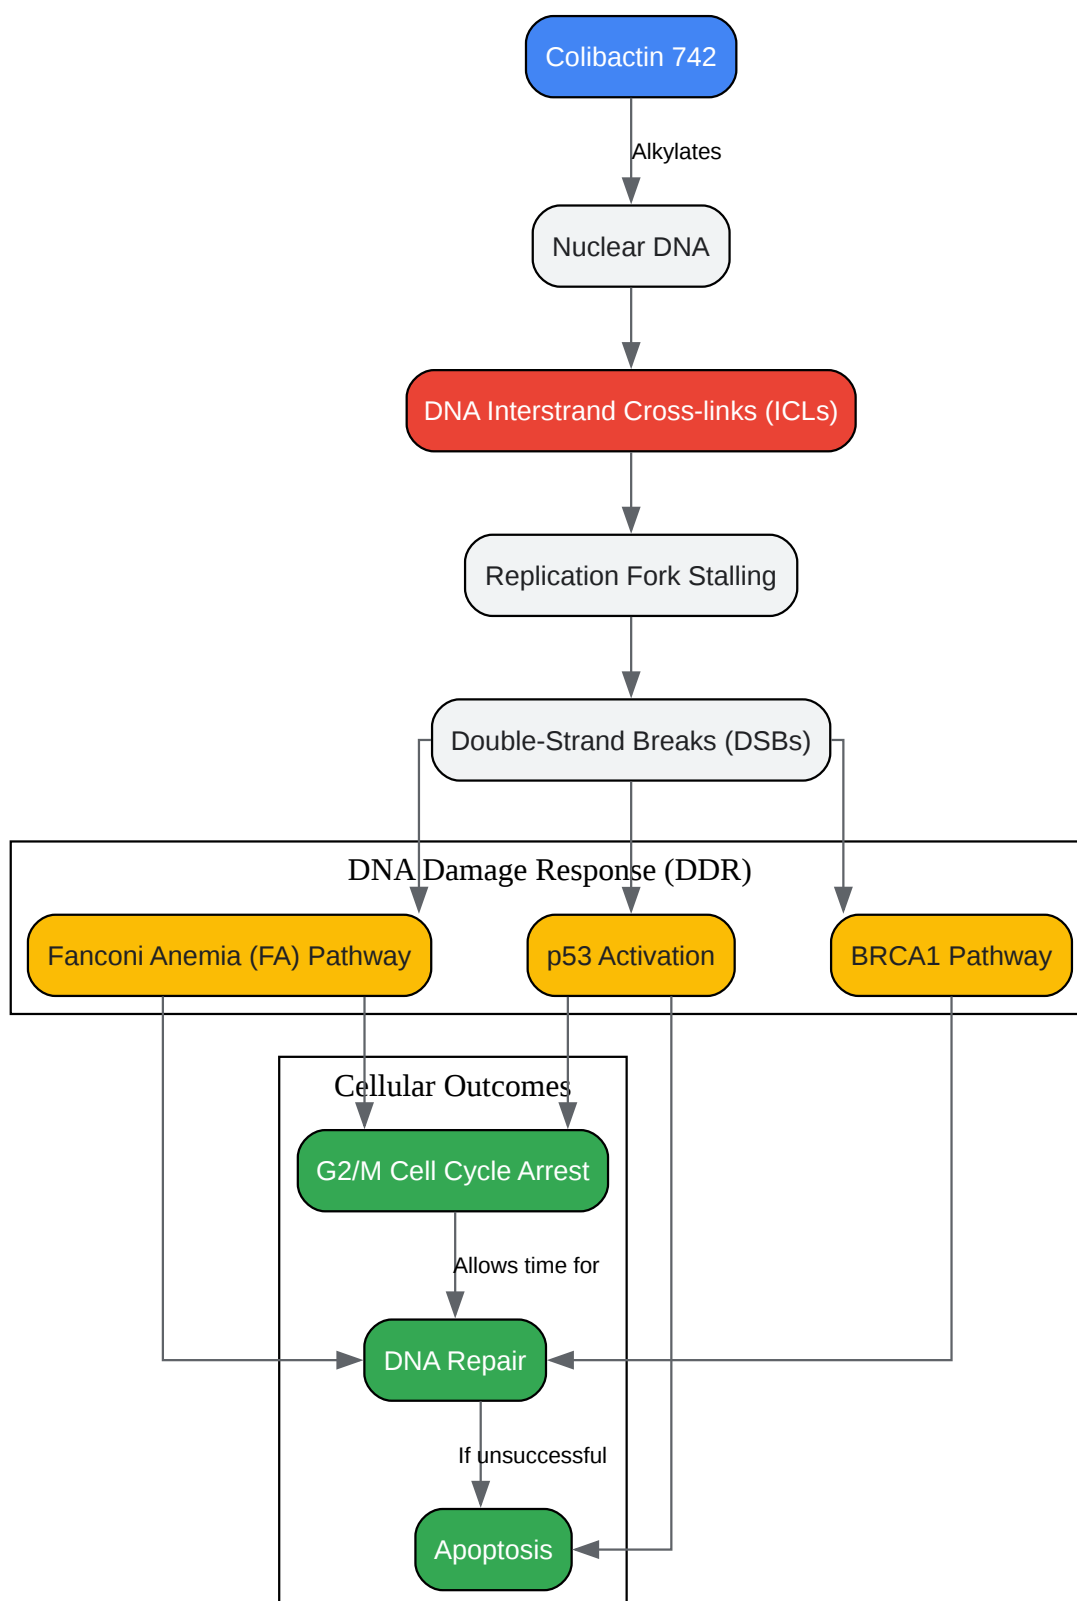 Colibactin 742
Alkylates
Nuclear DNA
DNA Interstrand Cross-links (ICLs)
Replication Fork Stalling
Double-Strand Breaks (DSBs)
DNA Damage Response (DDR)
Fanconi Anemia (FA) Pathway
p53 Activation
BRCA1 Pathway
Cellular Outcomes
G2/M Cell Cycle Arrest
Allows time for
DNA Repair
If unsuccessful
Apoptosis